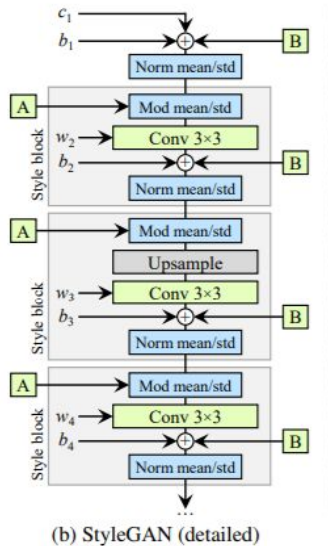 c₁
b₁
B
Norm mean/std
Style block
A
Mod mean/std
w₂
Conv 3×3
b₂
B
Norm mean/std
Style block
A
Mod mean/std
Upsample
w₃
Conv 3×3
b₃
B
Norm mean/std
Style block
A
Mod mean/std
w₄
Conv 3×3
b₄
B
Norm mean/std
...
(b) StyleGAN (detailed)